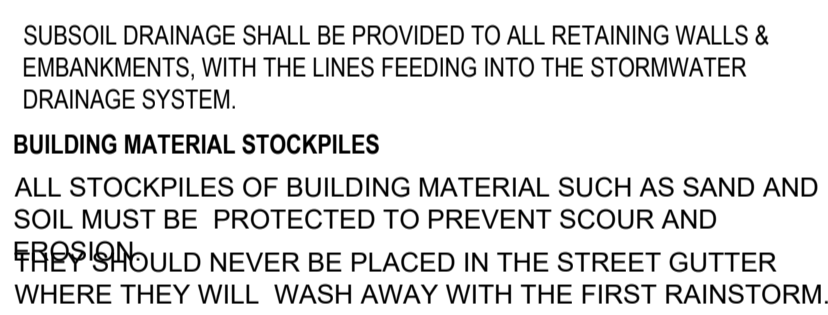 SUBSOIL DRAINAGE SHALL BE PROVIDED TO ALL RETAINING WALLS &
EMBANKMENTS, WITH THE LINES FEEDING INTO THE STORMWATER
DRAINAGE SYSTEM.
BUILDING MATERIAL STOCKPILES
ALL STOCKPILES OF BUILDING MATERIAL SUCH AS SAND AND
SOIL MUST BE  PROTECTED TO PREVENT SCOUR AND
EROSION.
THEY SHOULD NEVER BE PLACED IN THE STREET GUTTER
WHERE THEY WILL  WASH AWAY WITH THE FIRST RAINSTORM.